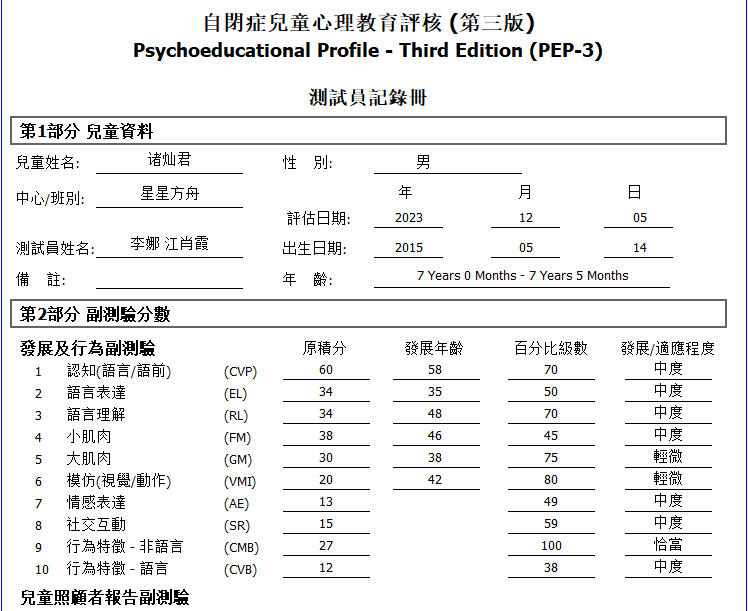 自閉症兒童心理教育評核 (第三版)
Psychoeducational Profile - Third Edition (PEP-3)
測試員記錄冊
第1部分 兒童資料
兒童姓名: 诸灿君 性 別: 男
中心/班別: 星星方舟 年 月 日
評估日期: 2023 12 05
測試員姓名: 李娜 江肖霞 出生日期: 2015 05 14
備 註: 年 齡: 7 Years 0 Months - 7 Years 5 Months
第2部分 副測驗分數
發展及行為副測驗 原積分 發展年齡 百分比級數 發展/適應程度
1 認知(語言/語前) (CVP) 60 58 70 中度
2 語言表達 (EL) 34 35 50 中度
3 語言理解 (RL) 34 48 70 中度
4 小肌肉 (FM) 38 46 45 中度
5 大肌肉 (GM) 30 38 75 輕微
6 模仿(視覺/動作) (VMI) 20 42 80 輕微
7 情感表達 (AE) 13 49 中度
8 社交互動 (SR) 15 59 中度
9 行為特徵 - 非語言 (CMB) 27 100 恰當
10 行為特徵 - 語言 (CVB) 12 38 中度
兒童照顧者報告副測驗